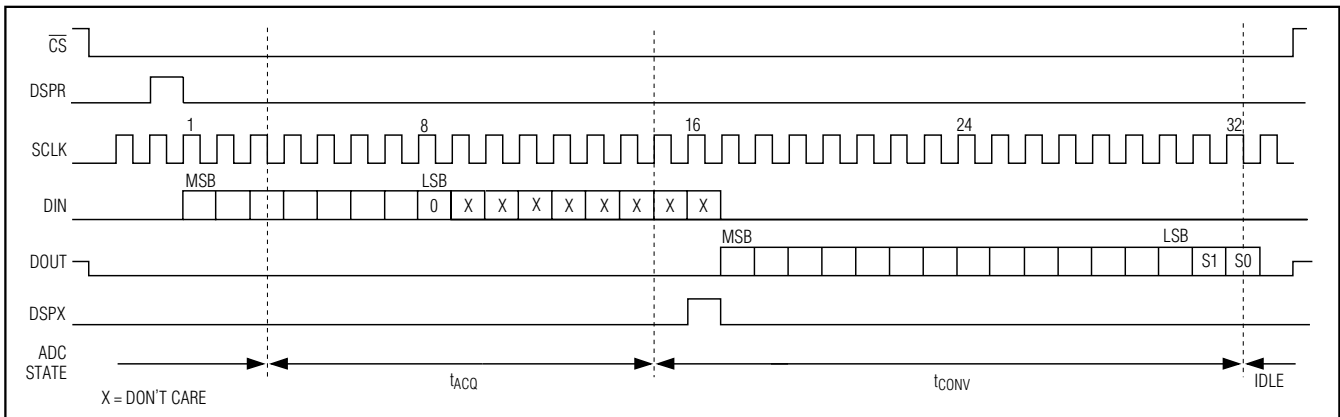 CS
DSPR
1 8 16 24 32
SCLK
MSB LSB
DIN 0 X X X X X X X X
MSB LSB
DOUT S1 S0
DSPX
ADC
STATE
tACQ tCONV IDLE
X = DON'T CARE